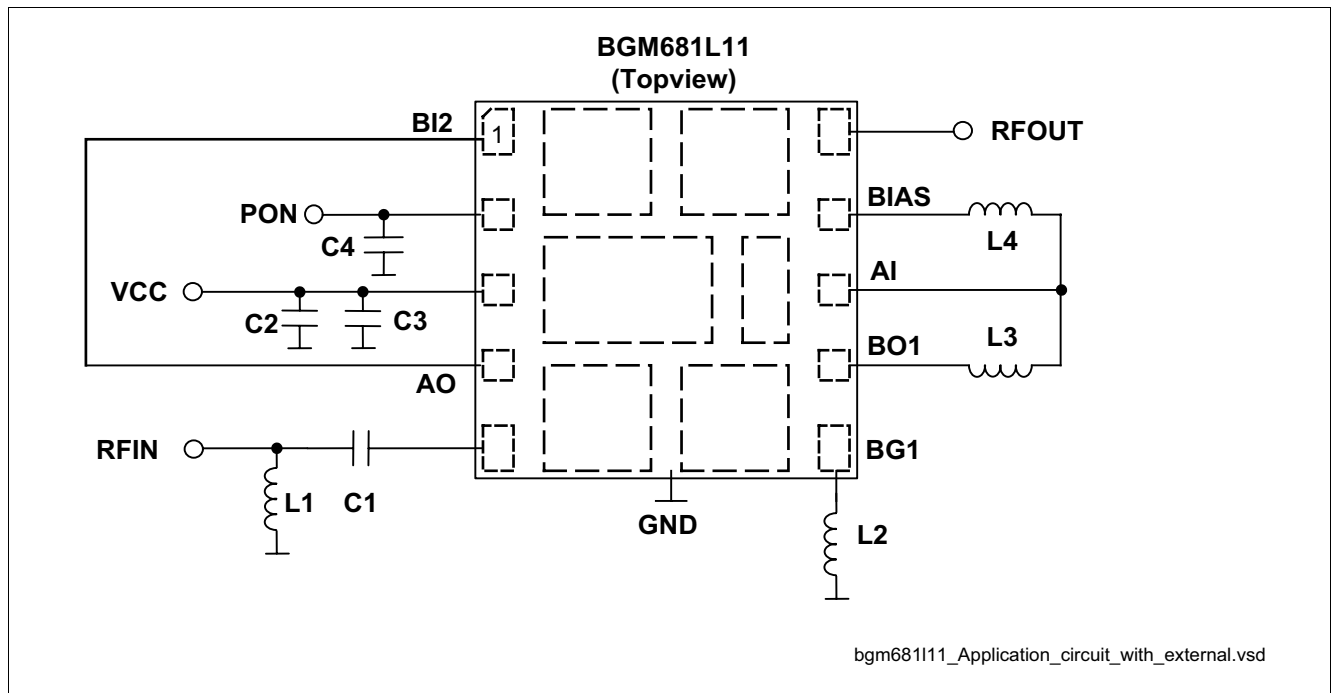 BGM681L11
(Topview)
BI2
1
RFOUT
PON
BIAS
C4
L4
VCC
AI
C2
C3
BO1
L3
AO
RFIN
BG1
L1
C1
GND
L2
bgm681l11_Application_circuit_with_external.vsd